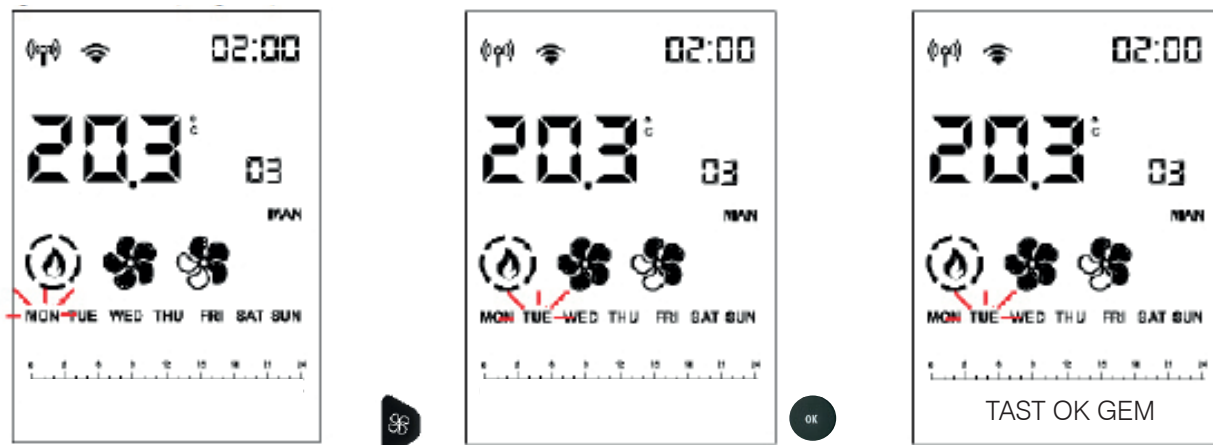 02:00
20.3 °C
03
MAN
MON TUE WED THU FRI SAT SUN
02:00
20.3 °C
03
MAN
MON TUE WED THU FRI SAT SUN
OK
02:00
20.3 °C
03
MAN
MON TUE WED THU FRI SAT SUN
TAST OK GEM